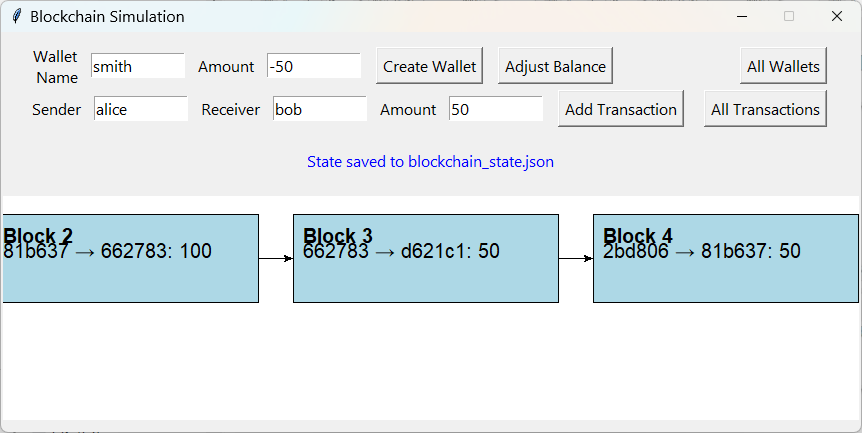 Blockchain Simulation
Wallet Name smith Amount -50 Create Wallet Adjust Balance All Wallets
Sender alice Receiver bob Amount 50 Add Transaction All Transactions
State saved to blockchain_state.json
Block 2 Block 3 Block 4
81b637 → 662783: 100 662783 → d621c1: 50 2bd806 → 81b637: 50